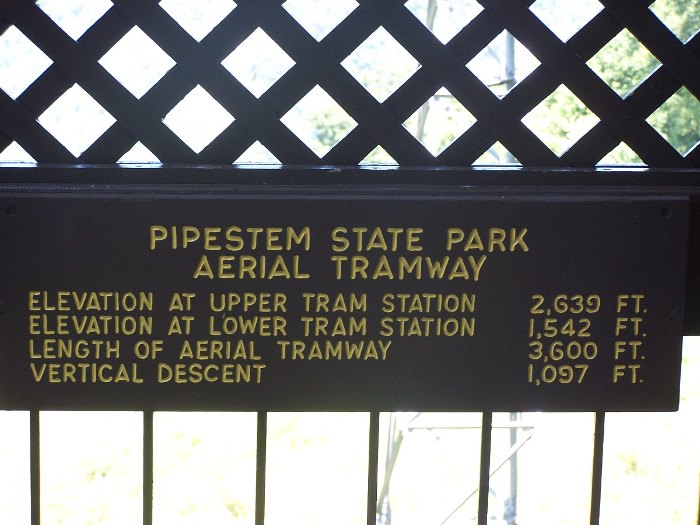 PIPESTEM STATE PARK
AERIAL TRAMWAY
ELEVATION AT UPPER TRAM STATION 2,639 FT.
ELEVATION AT LOWER TRAM STATION 1,542 FT.
LENGTH OF AERIAL TRAMWAY 3,600 FT.
VERTICAL DESCENT 1,097 FT.